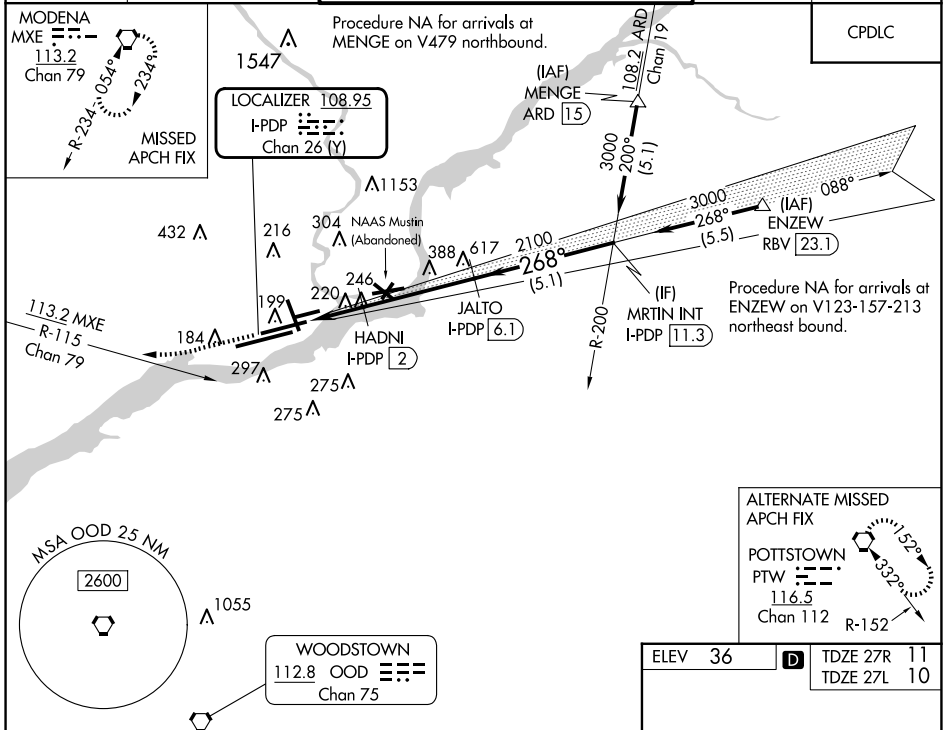 MODENA
MXE
113.2
Chan 79
054°
234°
R-234
MISSED
APCH FIX
1547
Procedure NA for arrivals at
MENGE on V479 northbound.
108.2 ARD
Chan 19
CPDLC
(IAF)
MENGE
ARD 15
LOCALIZER 108.95
I-PDP
Chan 26 (Y)
3000
200°
(5.1)
1153
432
216
304
NAAS Mustin
(Abandoned)
388
617
2100
3000
088°
268°
(5.5)
(IAF)
ENZEW
RBV 23.1
268°
(5.1)
246
220
199
184
113.2 MXE
R-115
Chan 79
HADNI
I-PDP 2
JALTO
I-PDP 6.1
(IF)
MRTIN INT
I-PDP 11.3
R-200
Procedure NA for arrivals at
ENZEW on V123-157-213
northeast bound.
297
275
275
MSA OOD 25 NM
2600
1055
WOODSTOWN
112.8 OOD
Chan 75
ALTERNATE MISSED
APCH FIX
POTTSTOWN
PTW
116.5
Chan 112
152°
332°
R-152
ELEV 36
D
TDZE 27R 11
TDZE 27L 10